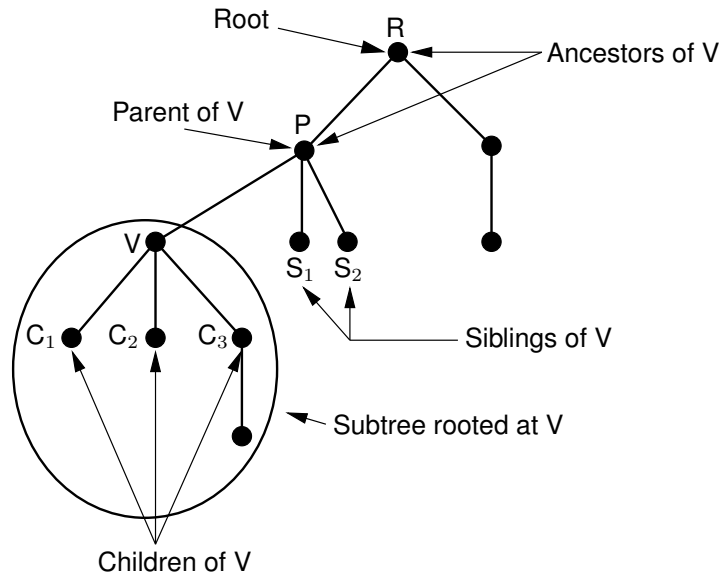 Root
R
Ancestors of V
Parent of V
P
V
S₁
S₂
C₁
C₂
C₃
Siblings of V
Subtree rooted at V
Children of V